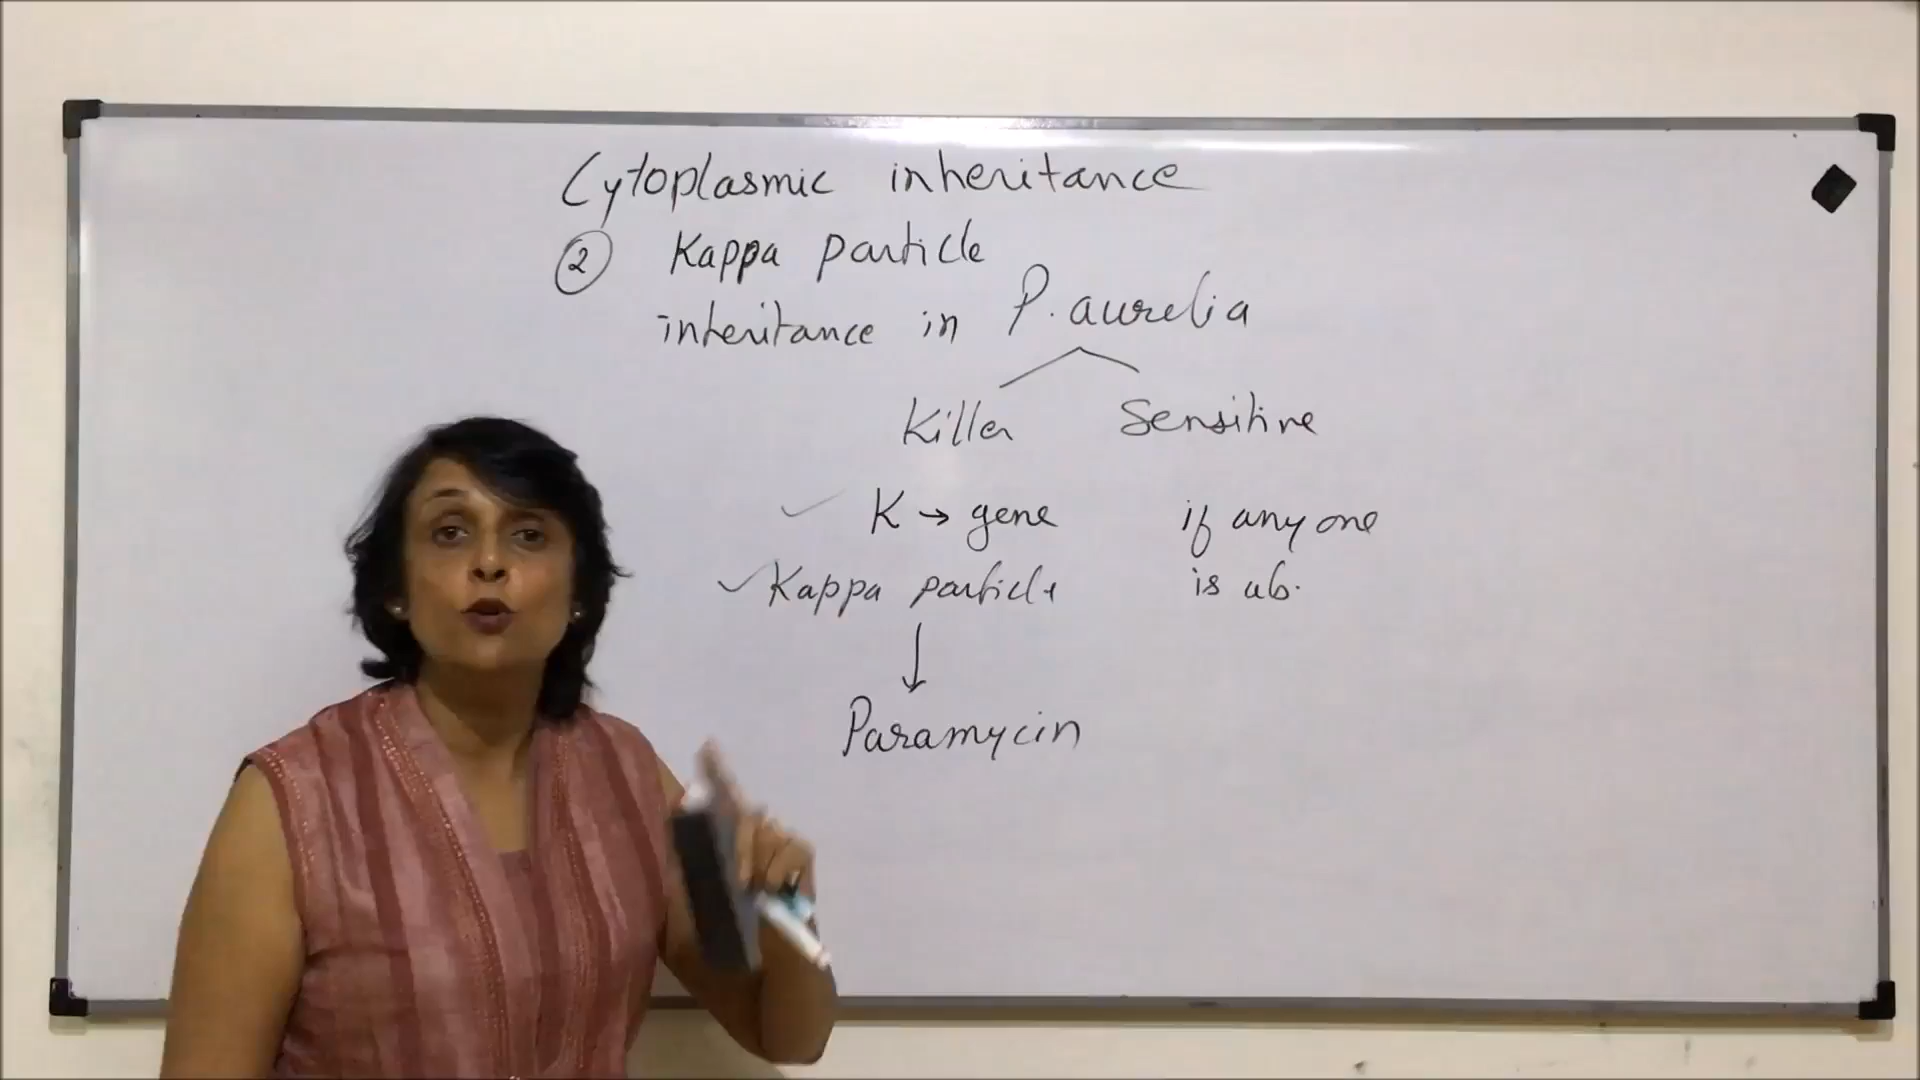 Cytoplasmic inheritance
② Kappa particle
inheritance in P. aurelia
Killer Sensitive
K → gene if any one
Kappa particle is ab.
↓
Paramycin